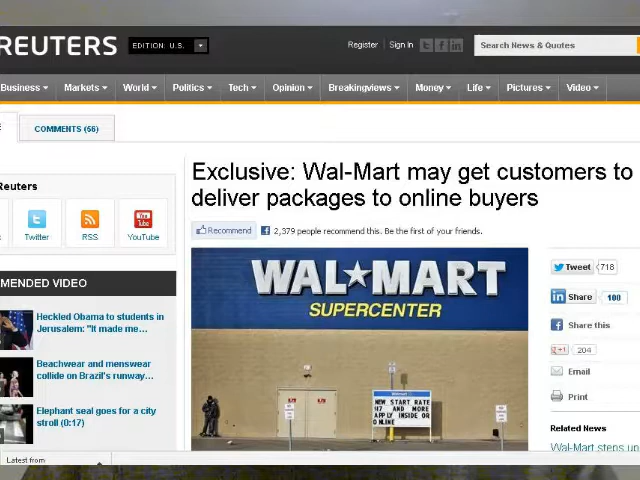 REUTERS
EDITION: U.S.
Register
Sign In
Search News & Quotes
Business
Markets
World
Politics
Tech
Opinion
Breakingviews
Money
Life
Pictures
Video
COMMENTS (56)
Exclusive: Wal-Mart may get customers to
deliver packages to online buyers
Recommend
2,379 people recommend this. Be the first of your friends.
Reuters
Twitter
RSS
YouTube
MENDED VIDEO
Heckled Obama to students in
Jerusalem: "It made me...
Beachwear and menswear
collide on Brazil's runway...
Elephant seal goes for a city
stroll (0:17)
Latest from
WAL★MART
SUPERCENTER
NEW START RATE
AND MORE
APPLY INSIDE OR
ONLINE
Tweet 718
Share 100
Share this
+1 204
Email
Print
Related News
Wal-Mart steps up